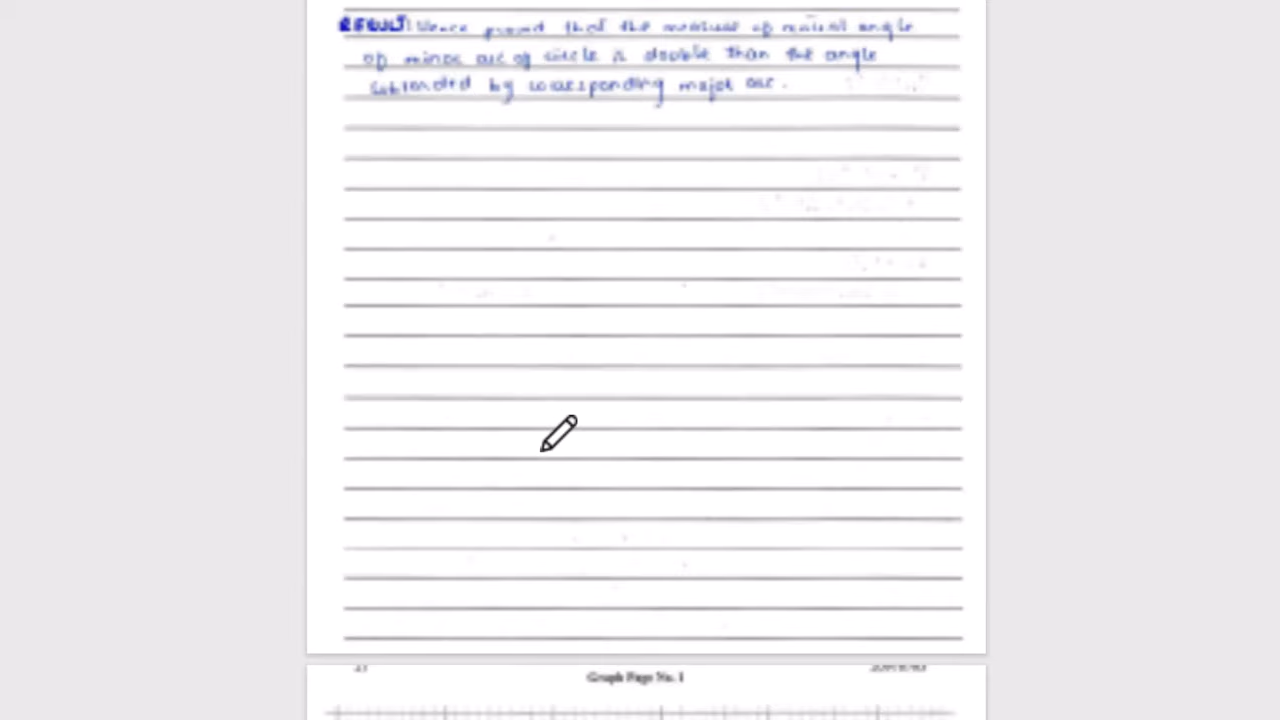 RESULT: Hence proved that the measure of central angle
of minor arc of circle is double than the angle
subtended by corresponding major arc.
Graph Page No. 1